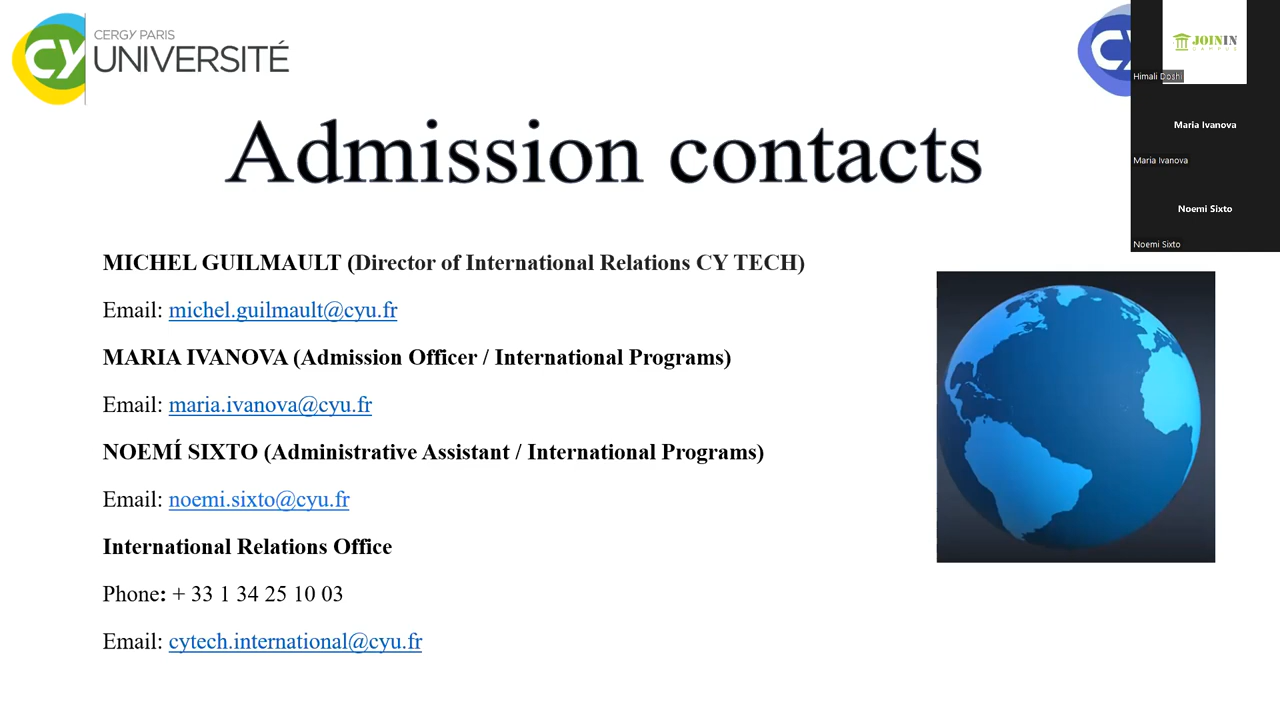 CY
CERGY PARIS
UNIVERSITÉ
JOININ
CAMPUS
Himali Doshi
Maria Ivanova
Maria Ivanova
Noemi Sixto
Noemi Sixto
Admission contacts
MICHEL GUILMAULT (Director of International Relations CY TECH)
Email: michel.guilmault@cyu.fr
MARIA IVANOVA (Admission Officer / International Programs)
Email: maria.ivanova@cyu.fr
NOEMÍ SIXTO (Administrative Assistant / International Programs)
Email: noemi.sixto@cyu.fr
International Relations Office
Phone: + 33 1 34 25 10 03
Email: cytech.international@cyu.fr